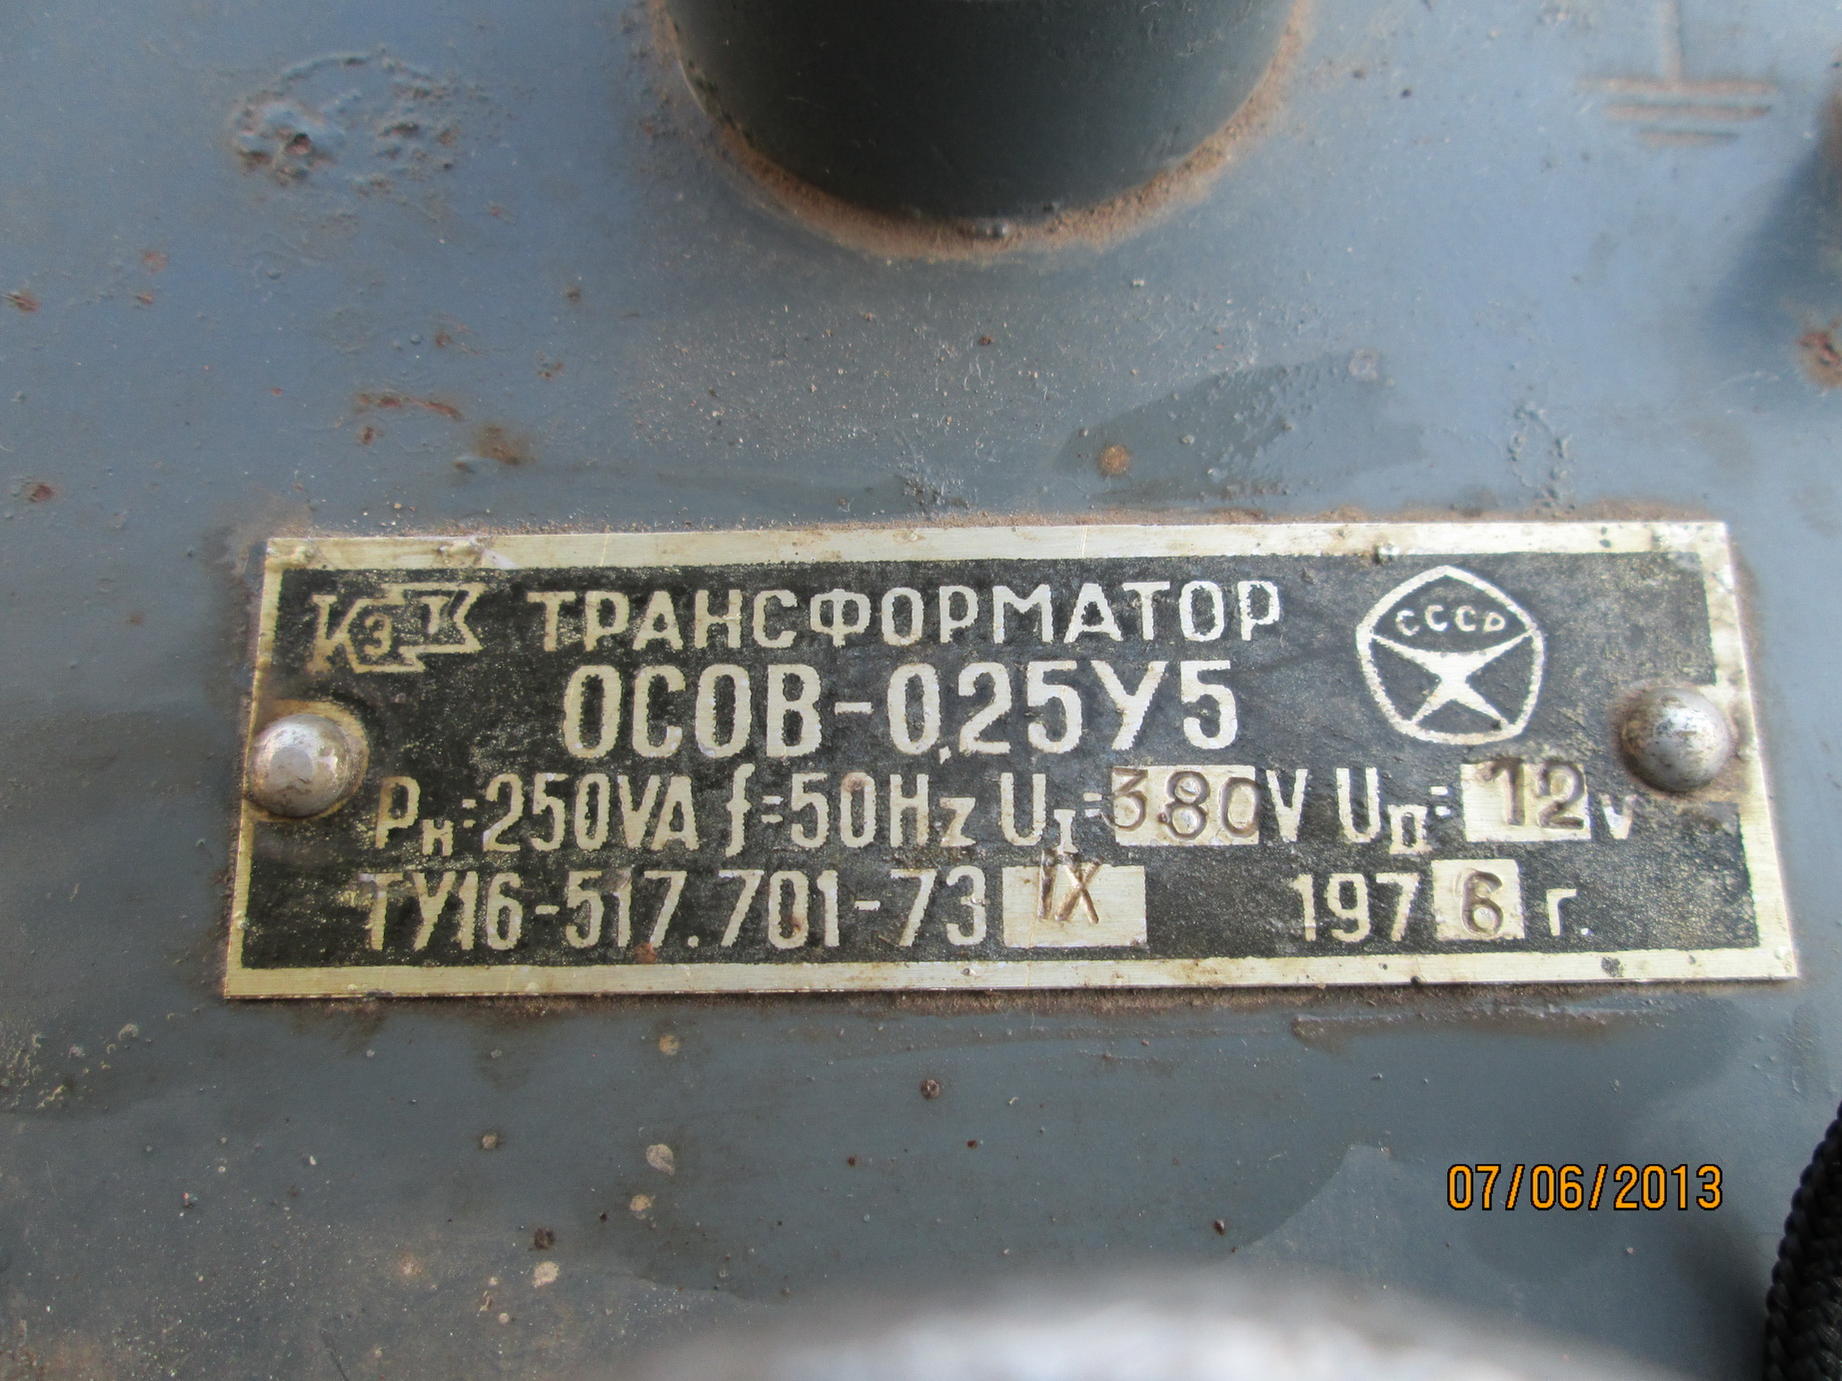 КЭТК ТРАНСФОРМАТОР
СССР
ОСОВ-0,25У5
Pн=250VA f=50Hz UI=380V UII=12V
ТУ16-517.701-73 IX 1976 г.
07/06/2013